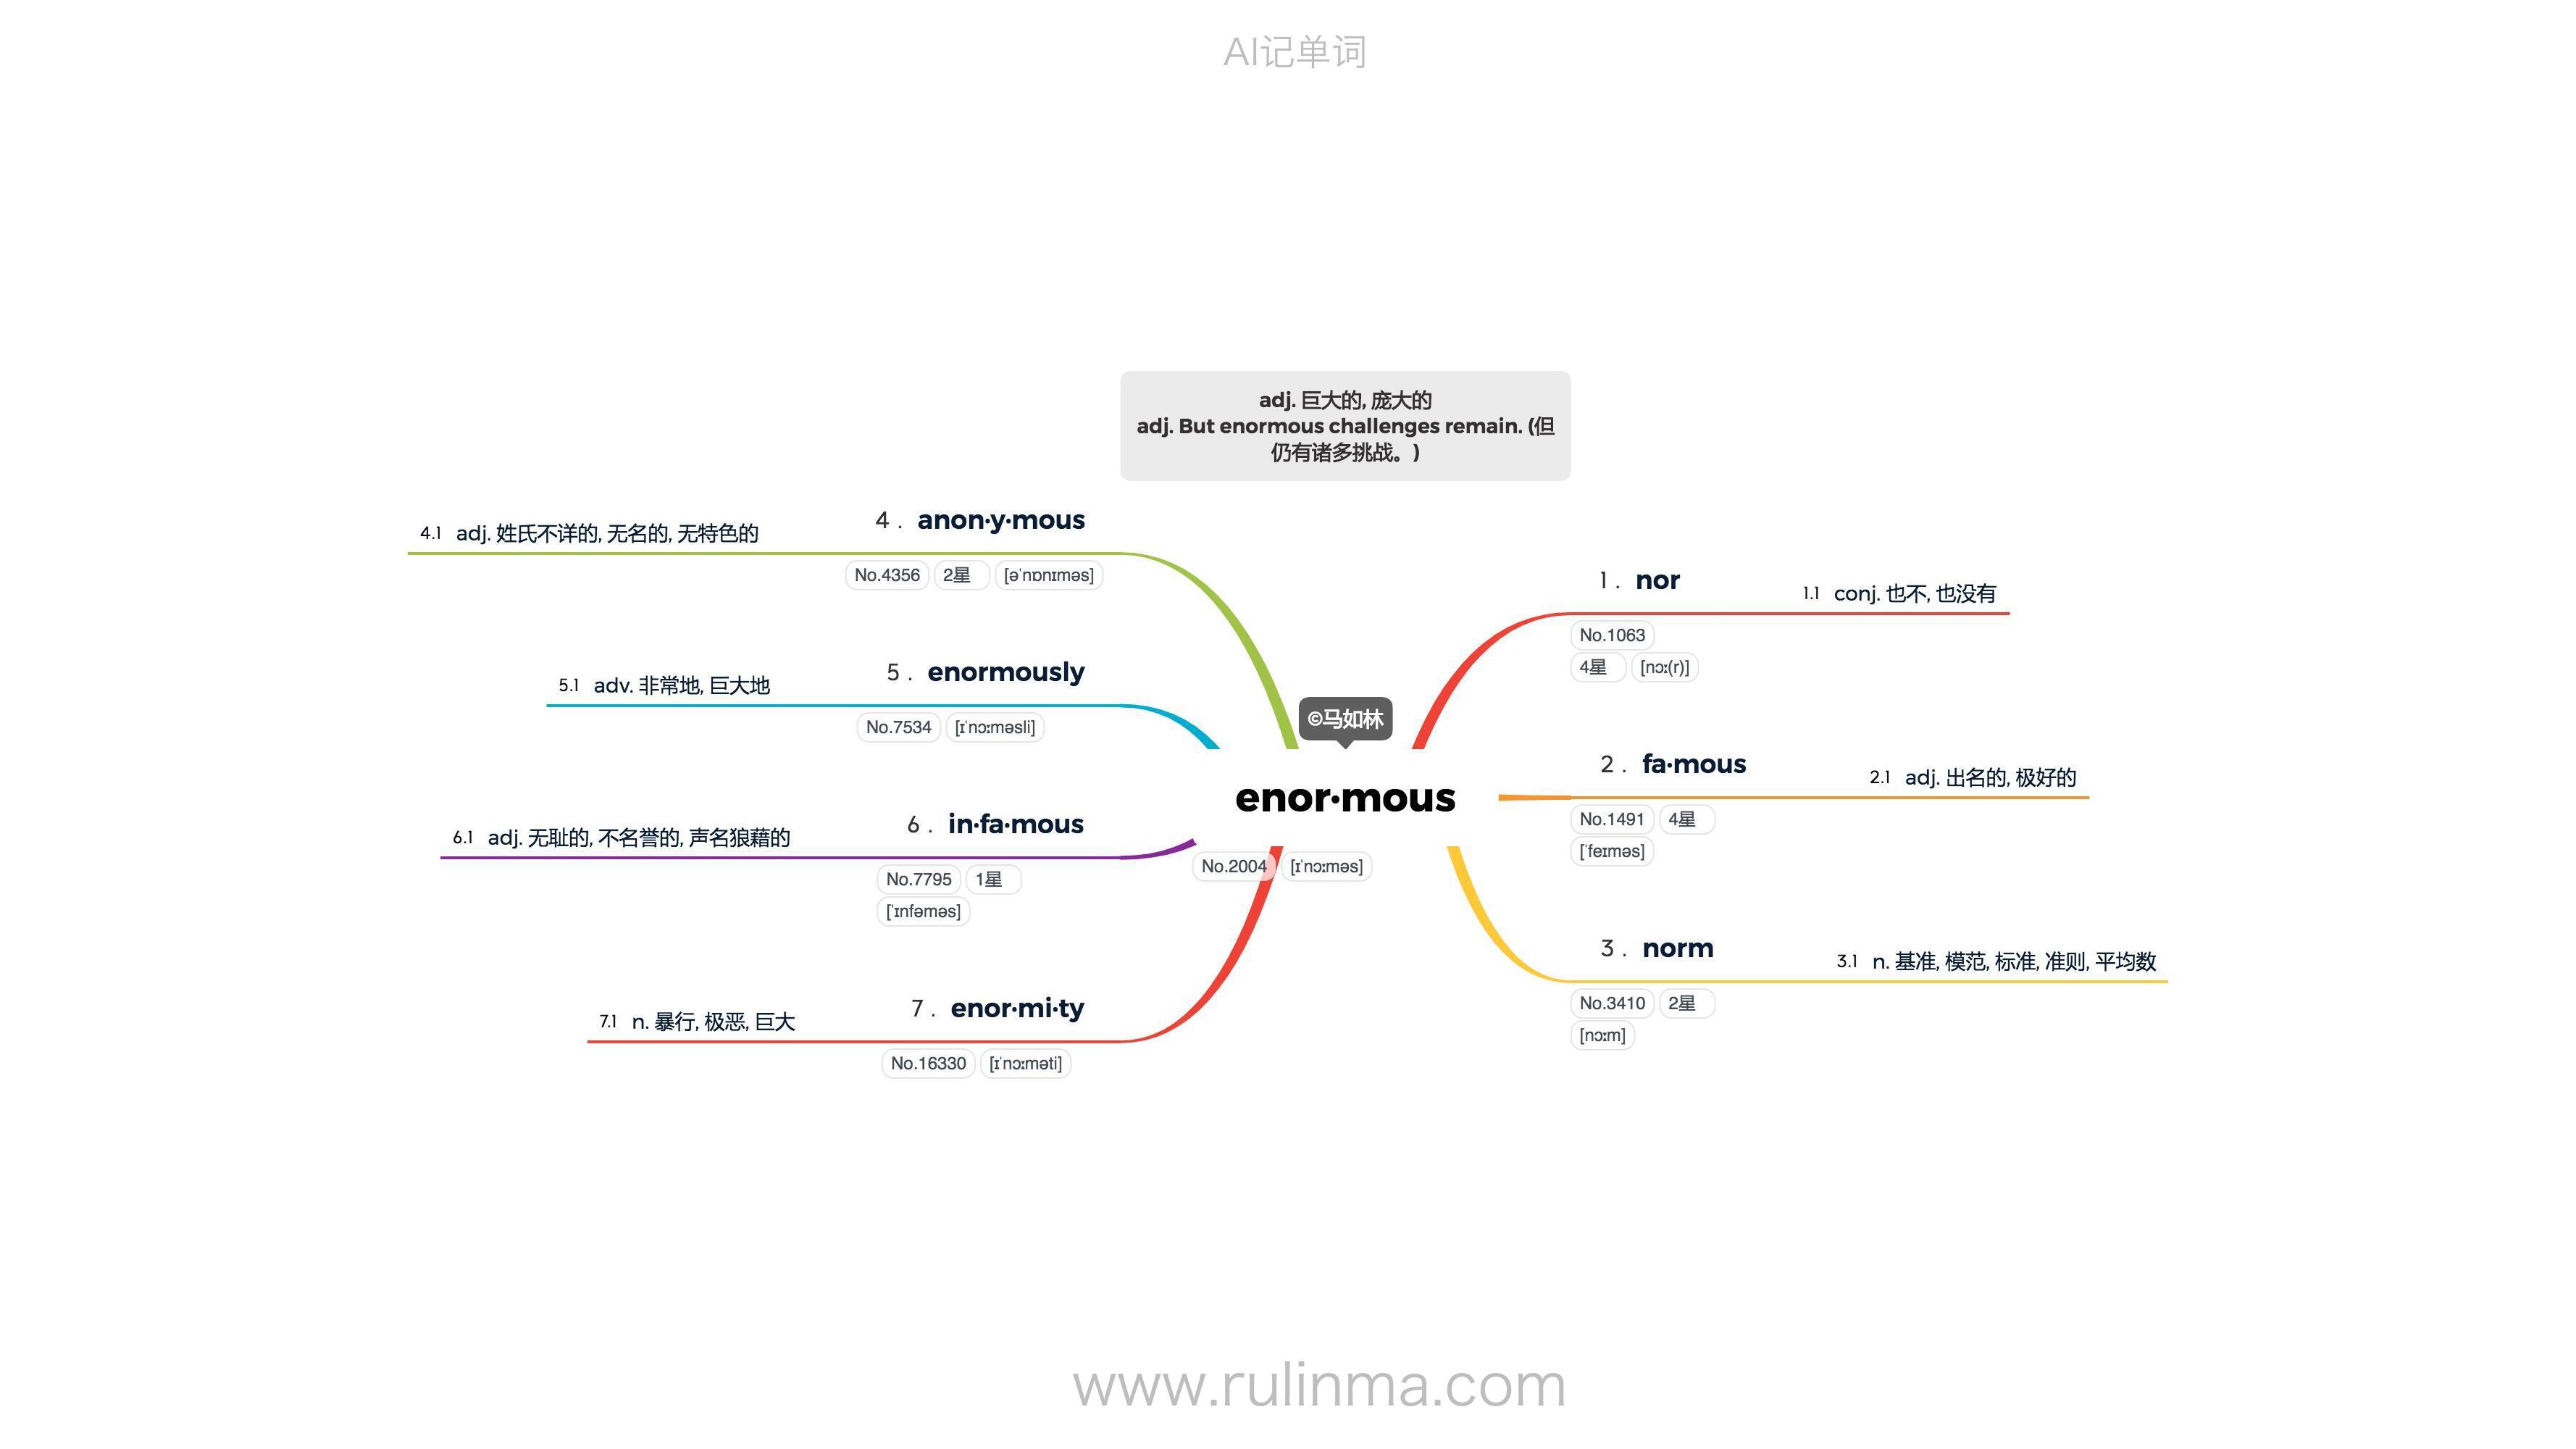 AI记单词
adj. 巨大的, 庞大的
adj. But enormous challenges remain. (但
仍有诸多挑战。)
©马如林
enor·mous
No.2004 [ɪˈnɔːməs]
1 . nor
1.1 conj. 也不, 也没有
No.1063
4星 [nɔː(r)]
2 . fa·mous
2.1 adj. 出名的, 极好的
No.1491 4星
[ˈfeɪməs]
3 . norm
3.1 n. 基准, 模范, 标准, 准则, 平均数
No.3410 2星
[nɔːm]
4 . anon·y·mous
4.1 adj. 姓氏不详的, 无名的, 无特色的
No.4356 2星 [əˈnɒnɪməs]
5 . enormously
5.1 adv. 非常地, 巨大地
No.7534 [ɪˈnɔːməsli]
6 . in·fa·mous
6.1 adj. 无耻的, 不名誉的, 声名狼藉的
No.7795 1星
[ˈɪnfəməs]
7 . enor·mi·ty
7.1 n. 暴行, 极恶, 巨大
No.16330 [ɪˈnɔːməti]
www.rulinma.com